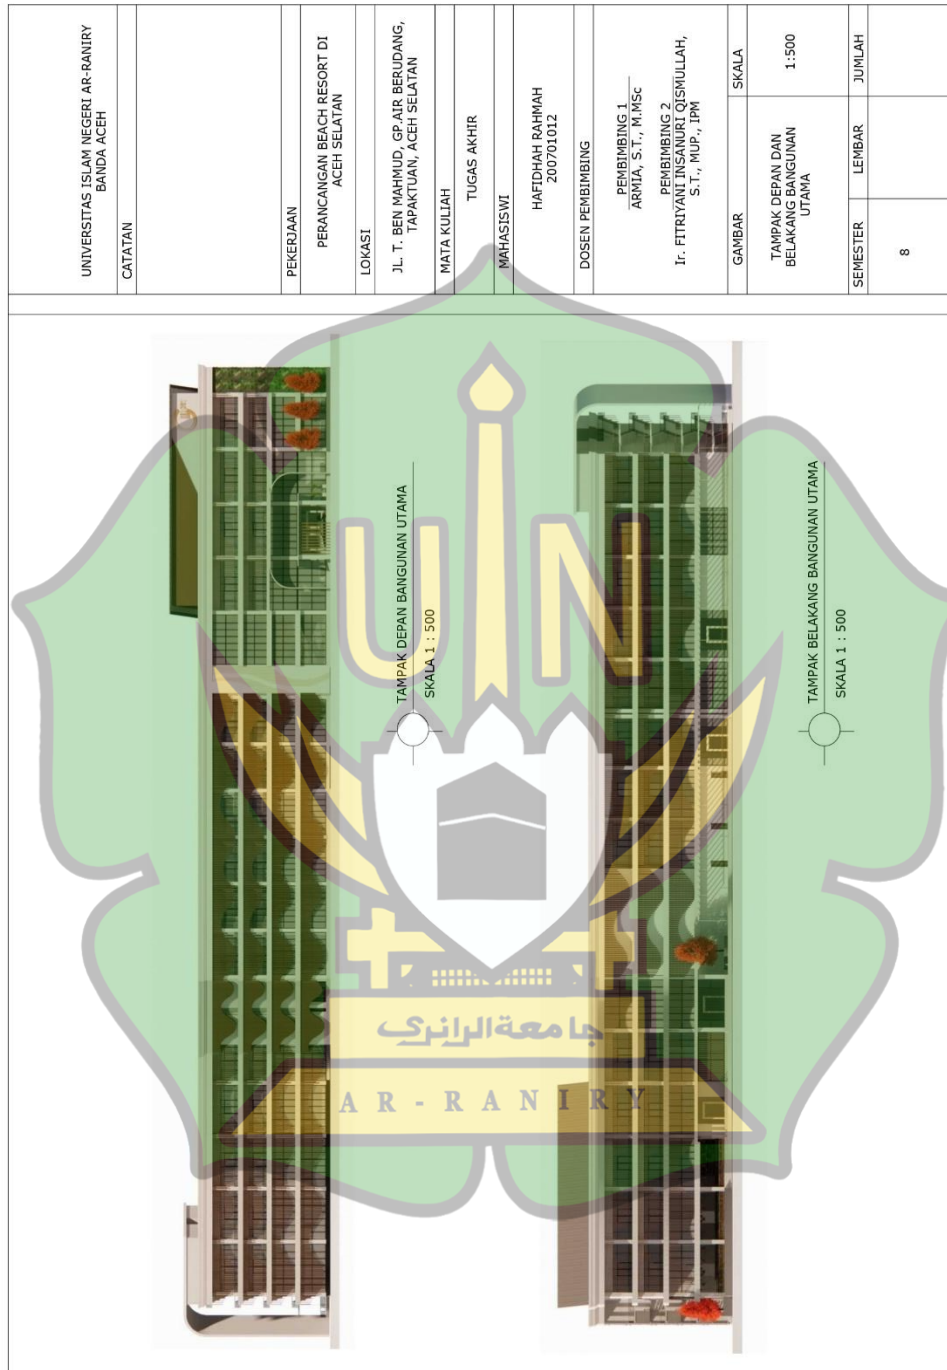 UNIVERSITAS ISLAM NEGERI AR-RANIRY
BANDA ACEH
CATATAN
PEKERJAAN
PERANCANGAN BEACH RESORT DI
ACEH SELATAN
LOKASI
JL. T. BEN MAHMUD, GP.AIR BERUDANG,
TAPAKTUAN, ACEH SELATAN
MATA KULIAH
TUGAS AKHIR
MAHASISWI
HAFIDHAH RAHMAH
200701012
DOSEN PEMBIMBING
PEMBIMBING 1
ARMIA, S.T., M.MSc
PEMBIMBING 2
Ir. FITRIYANI INSANURI QISMULLAH,
S.T., MUP., IPM
GAMBAR
SKALA
TAMPAK DEPAN DAN
BELAKANG BANGUNAN
UTAMA
1:500
SEMESTER
LEMBAR
JUMLAH
8
TAMPAK DEPAN BANGUNAN UTAMA
SKALA 1 : 500
TAMPAK BELAKANG BANGUNAN UTAMA
SKALA 1 : 500
UIN
جامعة الرانري
AR-RANIRY